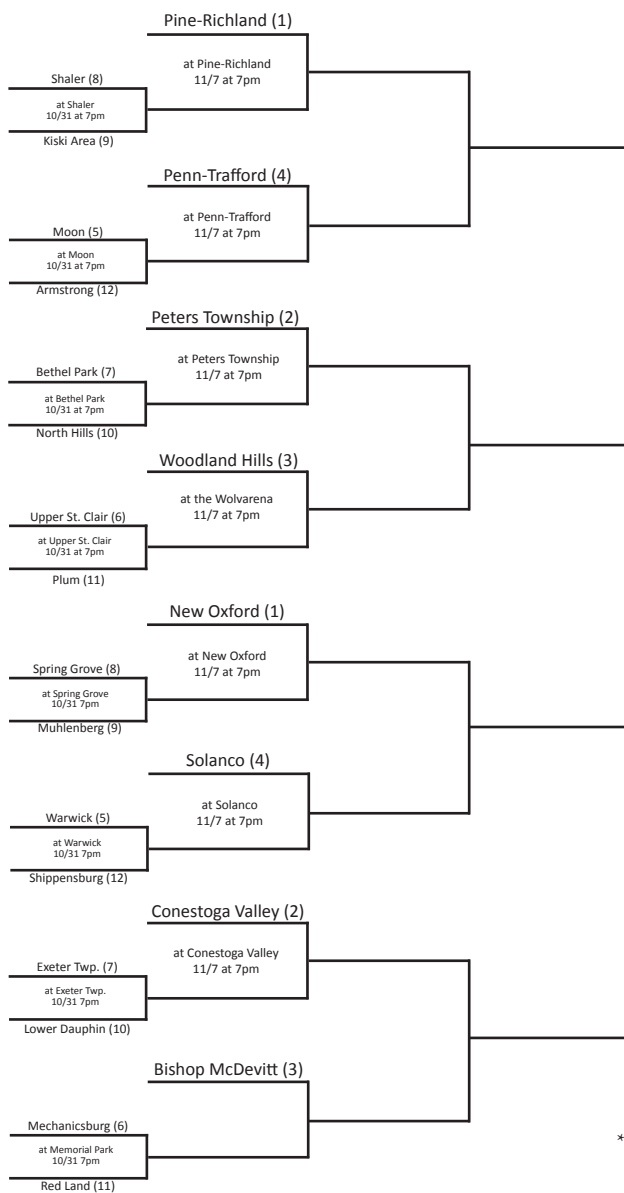 Pine-Richland (1)
at Pine-Richland
11/7 at 7pm
Shaler (8)
at Shaler
10/31 at 7pm
Kiski Area (9)
Penn-Trafford (4)
at Penn-Trafford
11/7 at 7pm
Moon (5)
at Moon
10/31 at 7pm
Armstrong (12)
Peters Township (2)
at Peters Township
11/7 at 7pm
Bethel Park (7)
at Bethel Park
10/31 at 7pm
North Hills (10)
Woodland Hills (3)
at the Wolvarena
11/7 at 7pm
Upper St. Clair (6)
at Upper St. Clair
10/31 at 7pm
Plum (11)
New Oxford (1)
at New Oxford
11/7 at 7pm
Spring Grove (8)
at Spring Grove
10/31 7pm
Muhlenberg (9)
Solanco (4)
at Solanco
11/7 at 7pm
Warwick (5)
at Warwick
10/31 7pm
Shippensburg (12)
Conestoga Valley (2)
at Conestoga Valley
11/7 at 7pm
Exeter Twp. (7)
at Exeter Twp.
10/31 7pm
Lower Dauphin (10)
Bishop McDevitt (3)
Mechanicsburg (6)
at Memorial Park
10/31 7pm
Red Land (11)
*